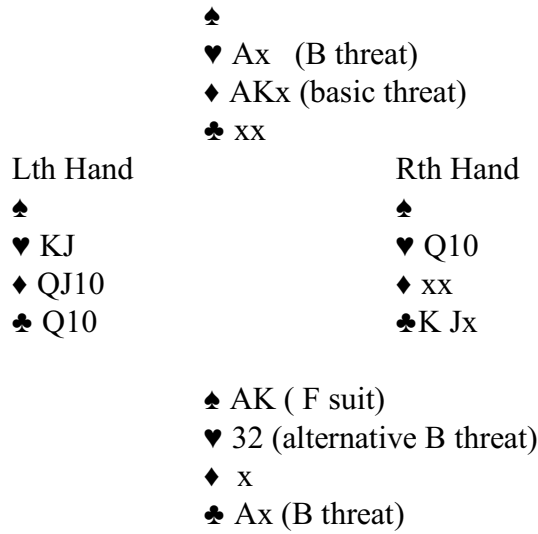 ♠
♥ Ax (B threat)
♦ AKx (basic threat)
♣ xx
Lth Hand Rth Hand
♠ ♠
♥ KJ ♥ Q10
♦ QJ10 ♦ xx
♣ Q10 ♣K Jx
♠ AK ( F suit)
♥ 32 (alternative B threat)
♦ x
♣ Ax (B threat)